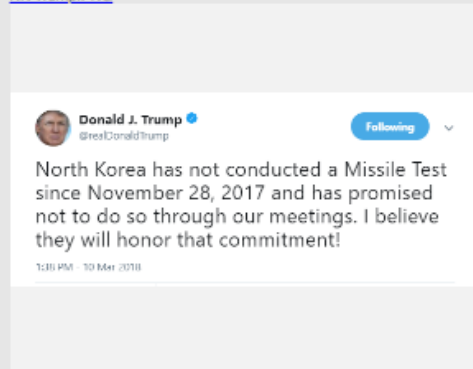 Donald J. Trump
@realDonaldTrump
Following
North Korea has not conducted a Missile Test
since November 28, 2017 and has promised
not to do so through our meetings. I believe
they will honor that commitment!
1:38 PM - 10 Mar 2018